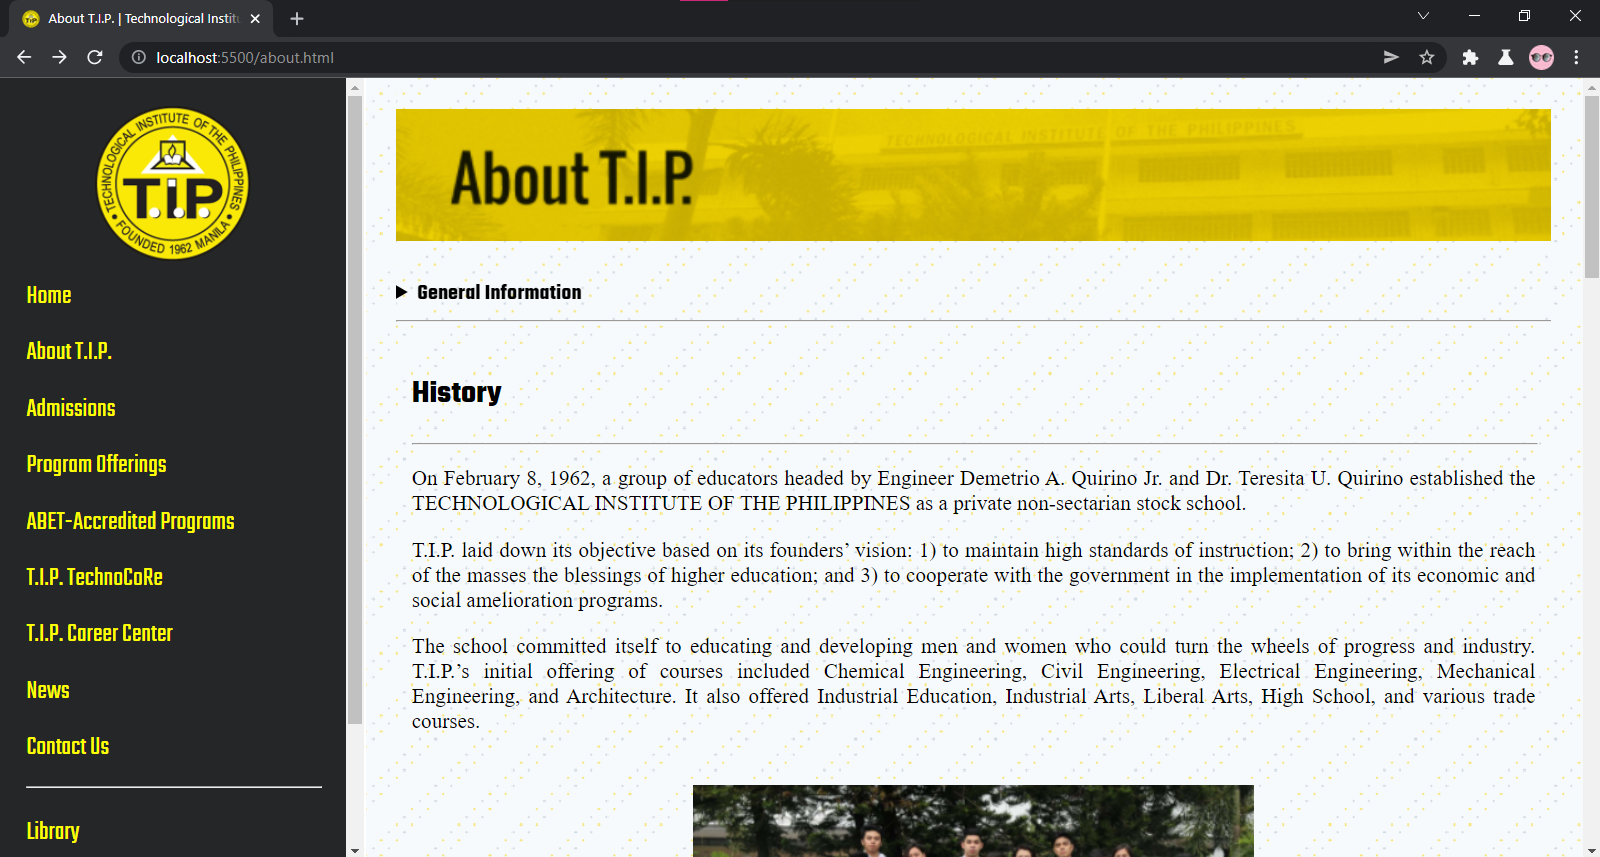 About T.I.P. | Technological Institu
localhost:5500/about.html
TECHNOLOGICAL INSTITUTE OF THE PHILIPPINES
T.I.P.
• FOUNDED 1962 MANILA •
Home
About T.I.P.
Admissions
Program Offerings
ABET-Accredited Programs
T.I.P. TechnoCoRe
T.I.P. Career Center
News
Contact Us
Library
TECHNOLOGICAL INSTITUTE OF THE PHILIPPINES
About T.I.P.
General Information
History
On February 8, 1962, a group of educators headed by Engineer Demetrio A. Quirino Jr. and Dr. Teresita U. Quirino established the
TECHNOLOGICAL INSTITUTE OF THE PHILIPPINES as a private non-sectarian stock school.
T.I.P. laid down its objective based on its founders’ vision: 1) to maintain high standards of instruction; 2) to bring within the reach
of the masses the blessings of higher education; and 3) to cooperate with the government in the implementation of its economic and
social amelioration programs.
The school committed itself to educating and developing men and women who could turn the wheels of progress and industry.
T.I.P.’s initial offering of courses included Chemical Engineering, Civil Engineering, Electrical Engineering, Mechanical
Engineering, and Architecture. It also offered Industrial Education, Industrial Arts, Liberal Arts, High School, and various trade
courses.